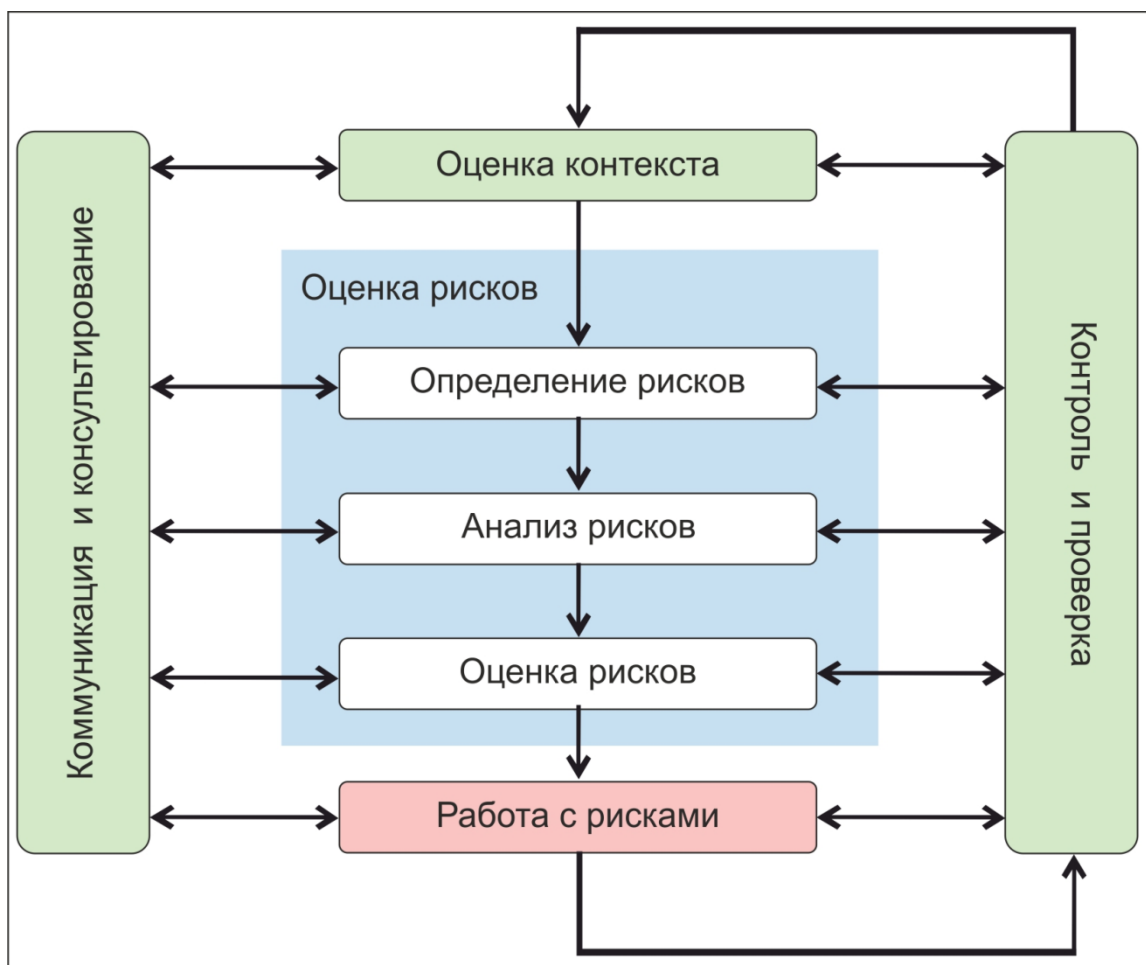 Оценка контекста
Оценка рисков
Определение рисков
Анализ рисков
Оценка рисков
Работа с рисками
Коммуникация и консультирование
Контроль и проверка